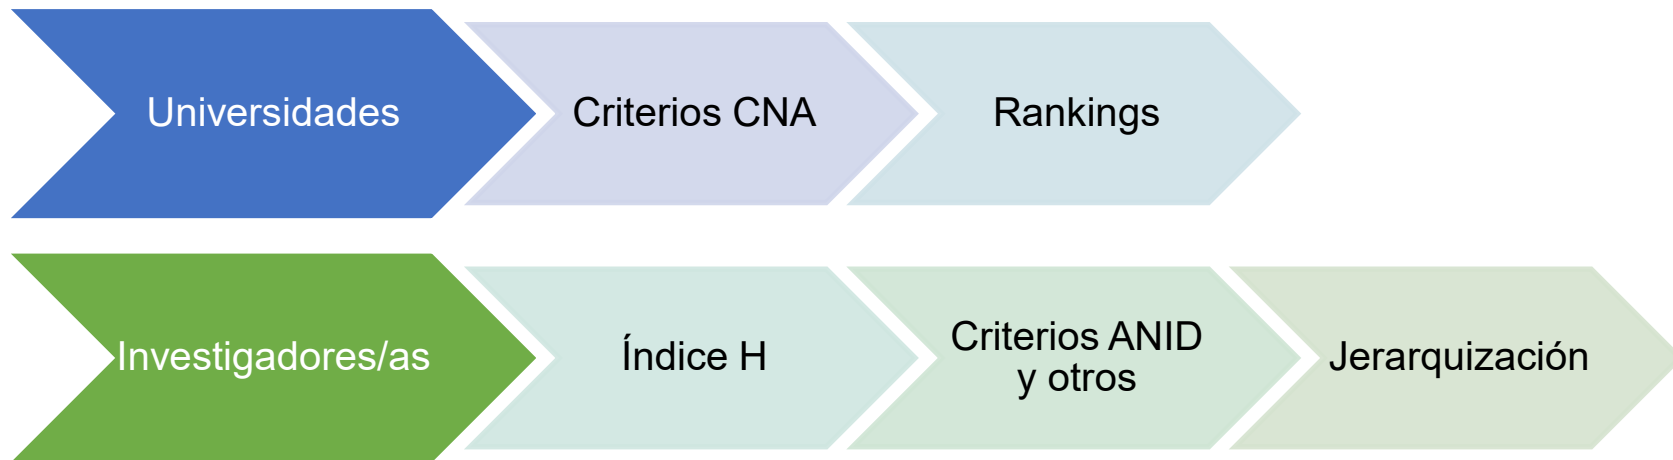 Universidades
Criterios CNA
Rankings
Investigadores/as
Índice H
Criterios ANID
y otros
Jerarquización